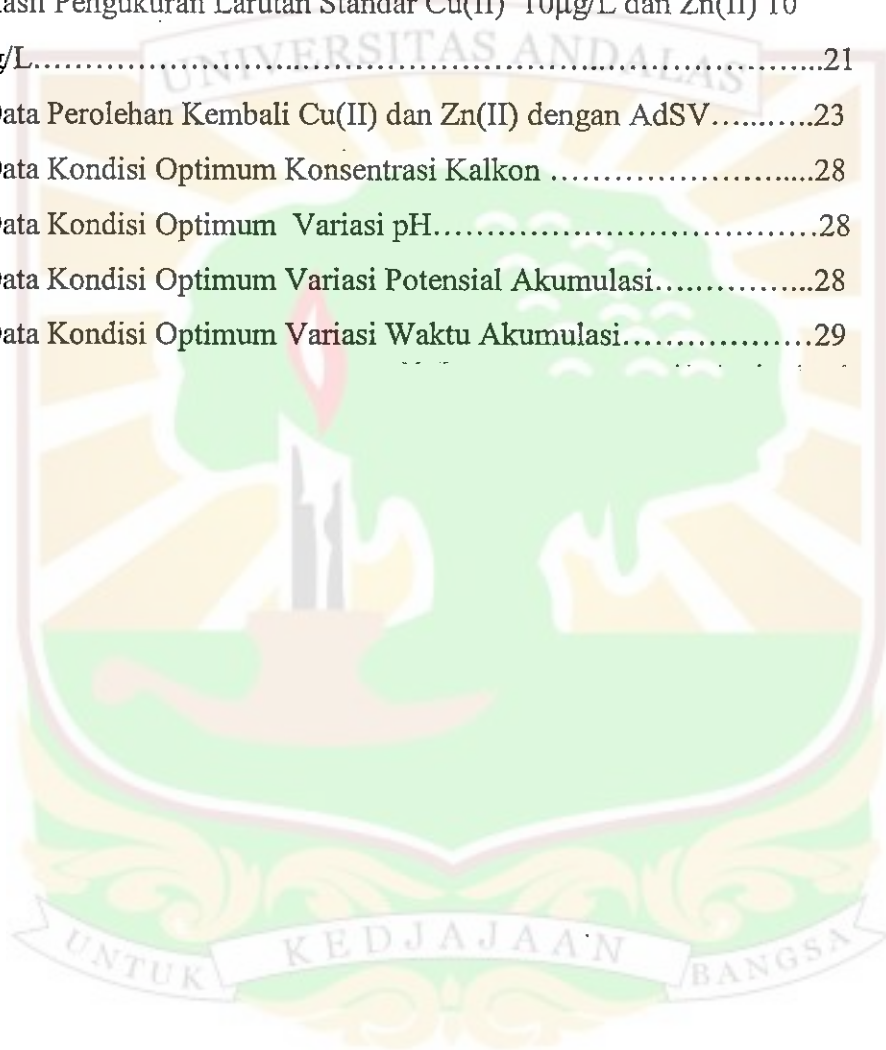 Pengukuran Larutan Standar Cu(II) 10µg/L dan Zn(II) 10
g/L.....................................................................................21
ata Perolehan Kembali Cu(II) dan Zn(II) dengan AdSV.............23
ata Kondisi Optimum Konsentrasi Kalkon ..........................28
ata Kondisi Optimum Variasi pH....................................28
ata Kondisi Optimum Variasi Potensial Akumulasi................28
ata Kondisi Optimum Variasi Waktu Akumulasi...................29
UNIVERSITAS ANDALAS
UNTUK KEDJAJAAN BANGSA